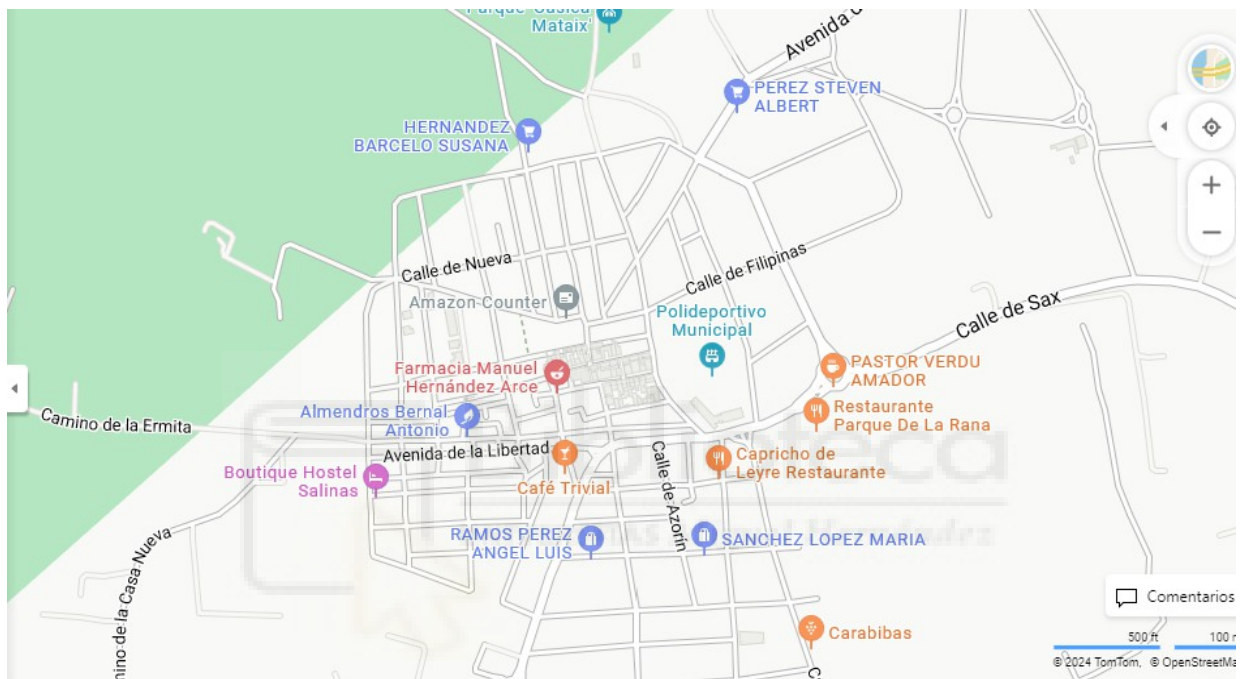 Parque 'Casica
Mataix'
Avenida C
PEREZ STEVEN
ALBERT
HERNANDEZ
BARCELO SUSANA
Calle de Nueva
Calle de Filipinas
Amazon Counter
Polideportivo
Municipal
Calle de Sax
Farmacia Manuel
Hernández Arce
PASTOR VERDU
AMADOR
Almendros Bernal
Antonio
Restaurante
Parque De La Rana
Camino de la Ermita
Avenida de la Libertad
Boutique Hostel
Salinas
Café Trivial
Calle de Azorín
Capricho de
Leyre Restaurante
Biblioteca
RAMOS PEREZ
ANGEL LUIS
SANCHEZ LOPEZ MARIA
Hernández
mino de la Casa Nueva
Carabibas
C
Comentarios
500 ft
100 m
© 2024 TomTom, © OpenStreetMa